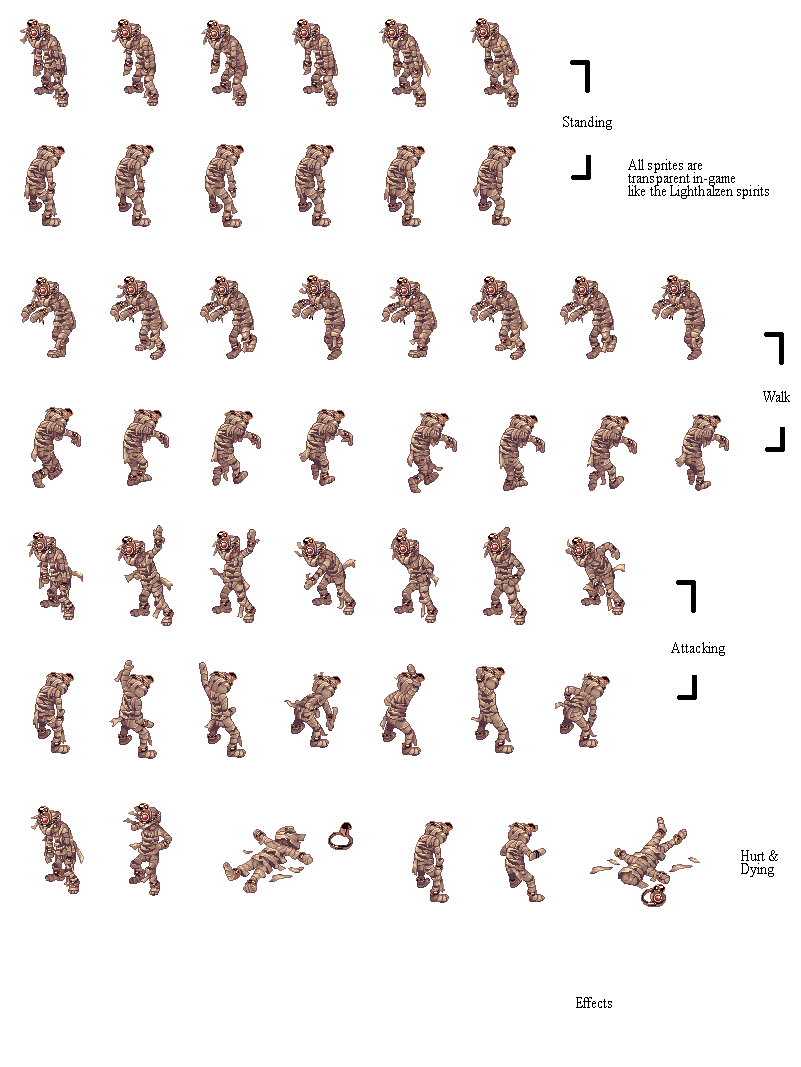 Standing
All sprites are
transparent in-game
like the Lighthalzen spirits
Walk
Attacking
Hurt &
Dying
Effects